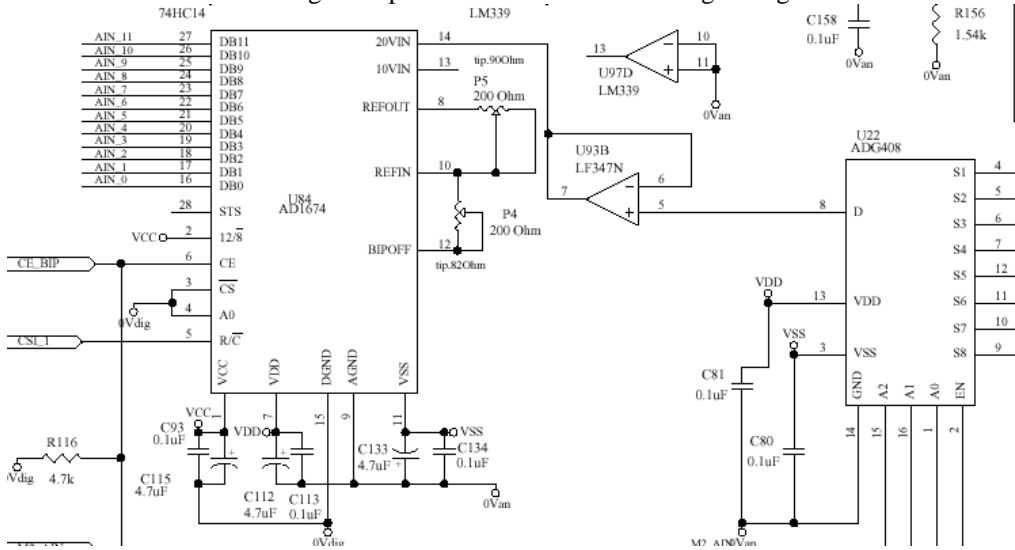 74HC14
LM339
C158
0.1uF
0Van
R156
1.54k
0Van
AIN_11 27 DB11
AIN_10 26 DB10
AIN_9 25 DB9
AIN_8 24 DB8
AIN_7 23 DB7
AIN_6 22 DB6
AIN_5 21 DB5
AIN_4 20 DB4
AIN_3 19 DB3
AIN_2 18 DB2
AIN_1 17 DB1
AIN_0 16 DB0
28 STS
VCC 2 12/8
CE_BIP 6 CE
3 CS
4 A0
0Vdig
CSI_1 5 R/C
U84
AD1674
20VIN 14
10VIN 13
REFOUT 8
REFIN 10
BIPOFF 12
tip.90Ohm
P5
200 Ohm
P4
200 Ohm
tip.82Ohm
13
U97D
LM339
10
11
0Van
U93B
LF347N
7
6
5
U22
ADG408
8 D
13 VDD
3 VSS
S1 4
S2 5
S3 6
S4 7
S5 12
S6 11
S7 10
S8 9
VDD
VSS
C81
0.1uF
C80
0.1uF
GND A2 A1 A0 EN
14 15 16 1 2
VCC VDD DGND AGND VSS
1 7 15 9 11
VCC
C93
0.1uF
VDD
C133
4.7uF
VSS
C134
0.1uF
R116
4.7k
C115
4.7uF
C112
4.7uF
C113
0.1uF
0Van
0Vdig
0Van